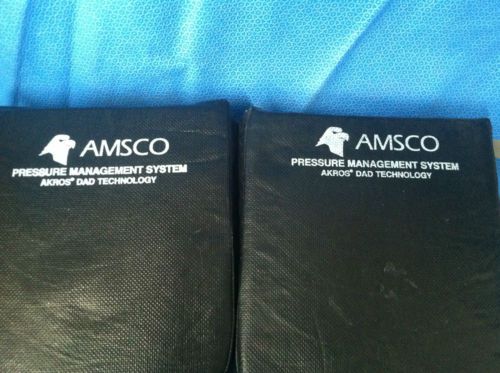 AMSCO
PRESSURE MANAGEMENT SYSTEM
AKROS® DAD TECHNOLOGY
AMSCO
PRESSURE MANAGEMENT SYSTEM
AKROS® DAD TECHNOLOGY